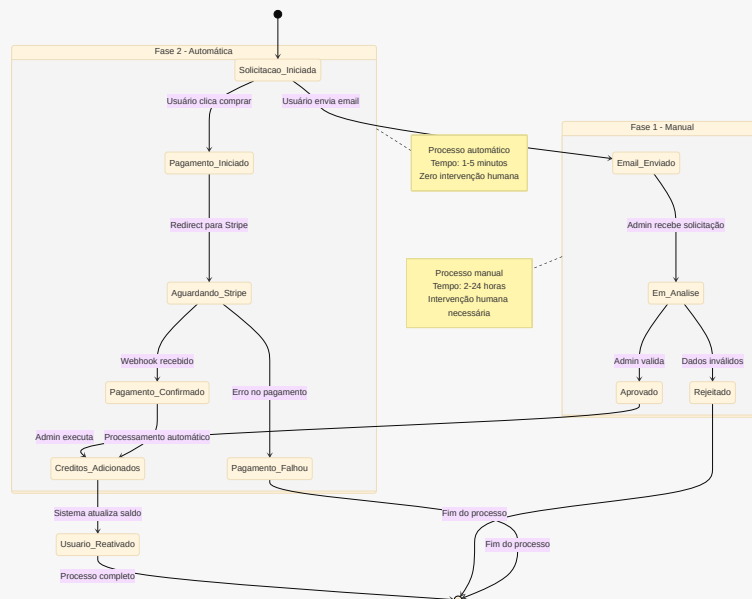 Fase 2 - Automática
Solicitacao_Iniciada
Usuário clica comprar
Usuário envia email
Fase 1 - Manual
Processo automático
Tempo: 1-5 minutos
Zero intervenção humana
Pagamento_Iniciado
Email_Enviado
Redirect para Stripe
Admin recebe solicitação
Processo manual
Tempo: 2-24 horas
Intervenção humana
necessária
Aguardando_Stripe
Em_Analise
Webhook recebido
Admin valida
Dados inválidos
Pagamento_Confirmado
Erro no pagamento
Aprovado
Rejeitado
Admin executa
Processamento automático
Creditos_Adicionados
Pagamento_Falhou
Sistema atualiza saldo
Fim do processo
Usuario_Reativado
Fim do processo
Processo completo